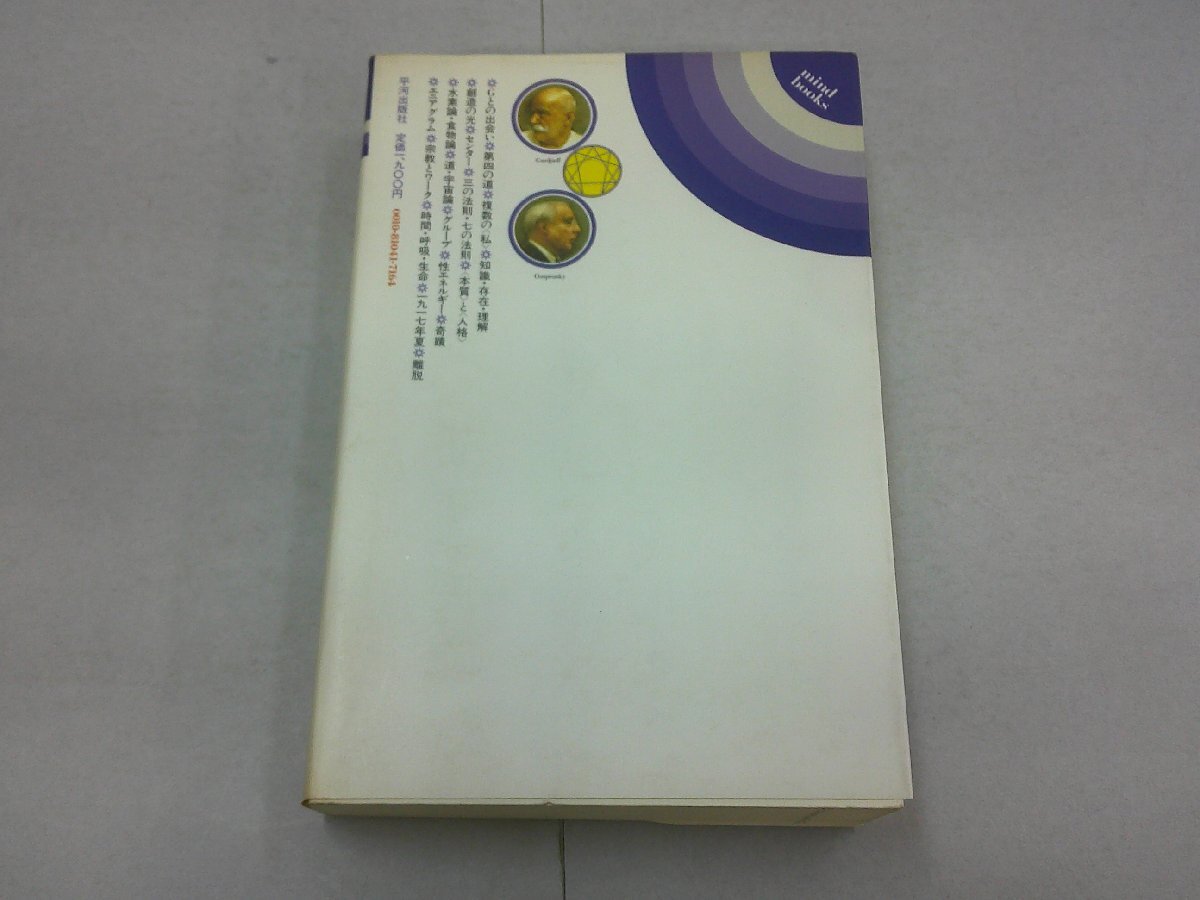 mind
books
Gurdjieff
Ouspensky
✵Gとの出会い✵第四の道✵複数の〈私〉✵知識・存在・理解
✵創造の光✵センター✵三の法則・七の法則✵〈本質〉と〈人格〉
✵水素論・食物論✵道・宇宙論✵グループ✵性エネルギー✵奇蹟
✵エニアグラム✵宗教とワーク✵時間・呼吸・生命✵一九一七年夏✵離脱
平河出版社 定価一、九〇〇円 0010-81041-7164